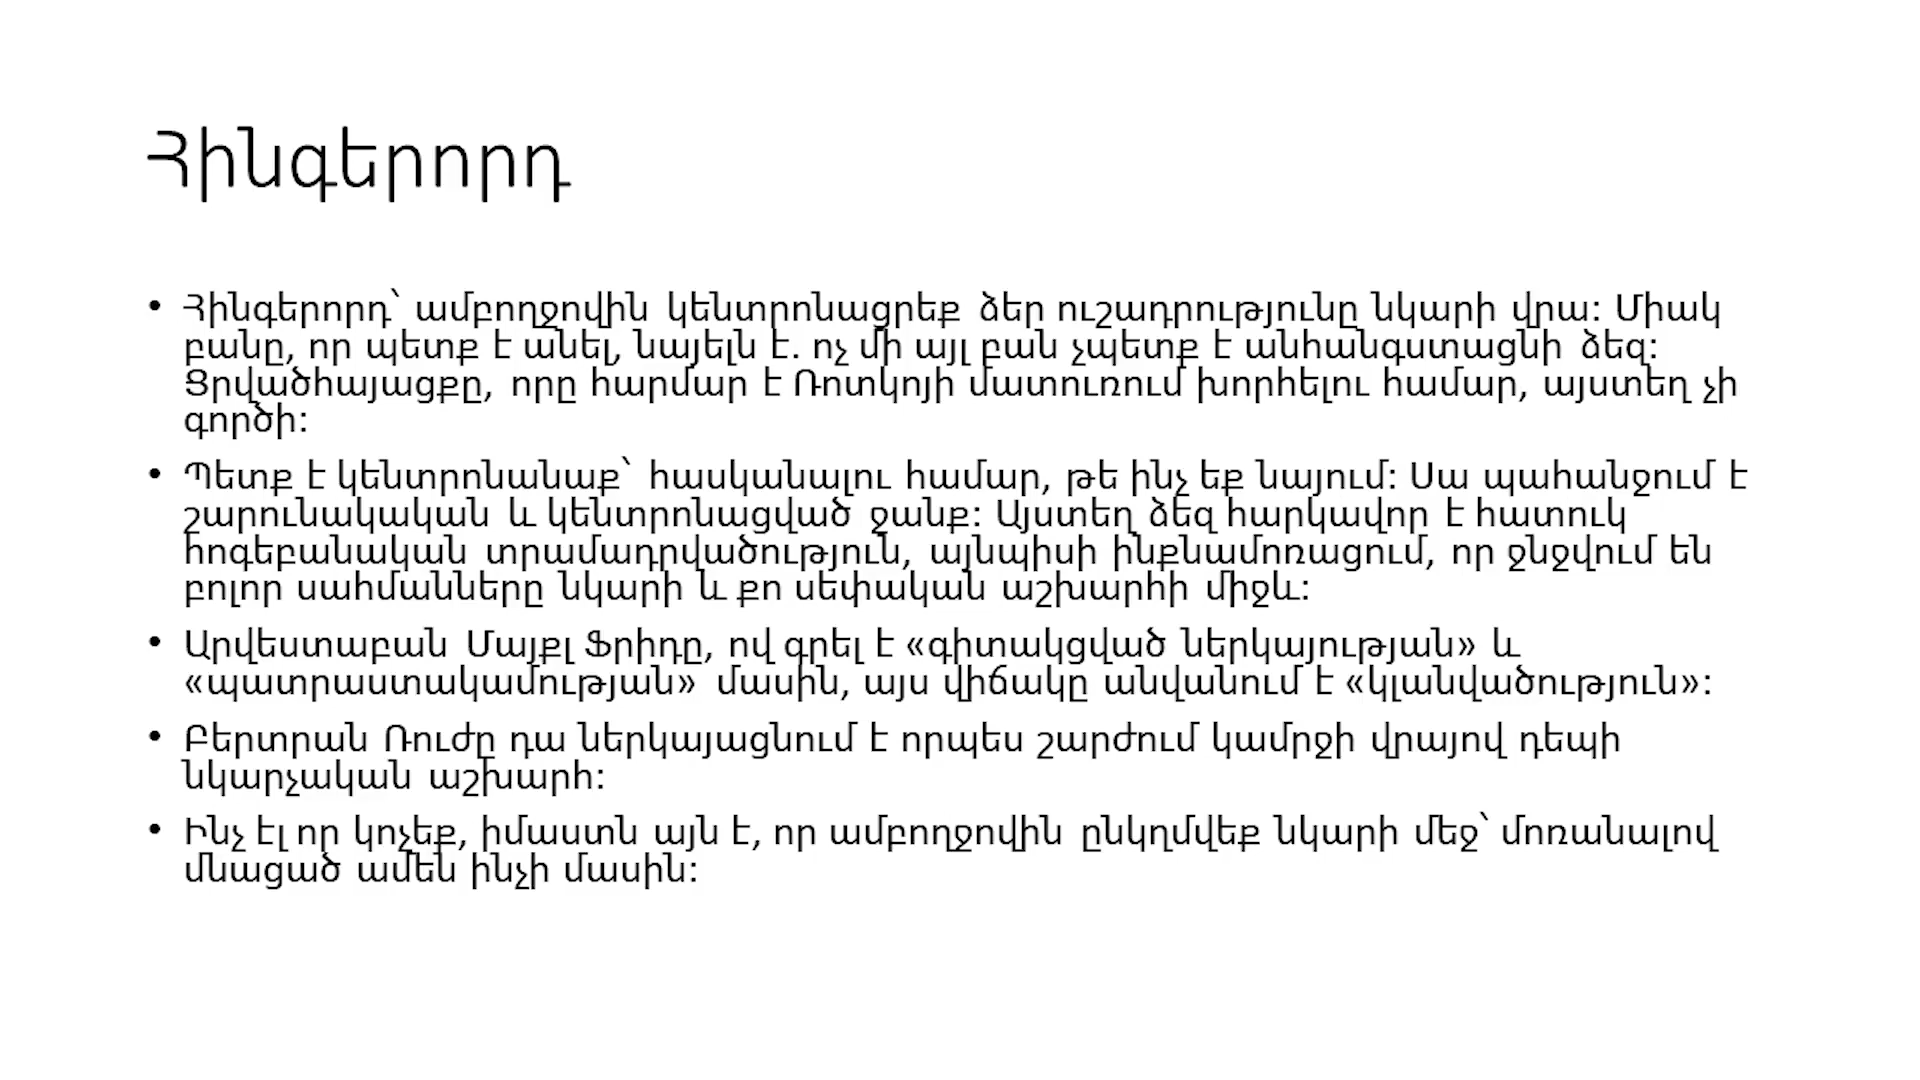 Հինգերորդ
• Հինգերորդ՝ ամբողջովին կենտրոնացրեք ձեր ուշադրությունը նկարի վրա: Միակ
բանը, որ պետք է անել, նայելն է. ոչ մի այլ բան չպետք է անհանգստացնի ձեզ:
Ցրվածհայացքը, որը հարմար է Ռոտկոյի մատուռում խորհելու համար, այստեղ չի
գործի:
• Պետք է կենտրոնանաք՝ հասկանալու համար, թե ինչ եք նայում: Սա պահանջում է
շարունակական և կենտրոնացված ջանք: Այստեղ ձեզ հարկավոր է հատուկ
հոգեբանական տրամադրվածություն, այնպիսի ինքնամոռացում, որ ջնջվում են
բոլոր սահմանները նկարի և քո սեփական աշխարհի միջև:
• Արվեստաբան Մայքլ Ֆրիդը, ով գրել է «գիտակցված ներկայության» և
«պատրաստակամության» մասին, այս վիճակը անվանում է «կլանվածություն»:
• Բերտրան Ռուժը դա ներկայացնում է որպես շարժում կամրջի վրայով դեպի
նկարչական աշխարհ:
• Ինչ էլ որ կոչեք, իմաստն այն է, որ ամբողջովին ընկղմվեք նկարի մեջ՝ մոռանալով
մնացած ամեն ինչի մասին: